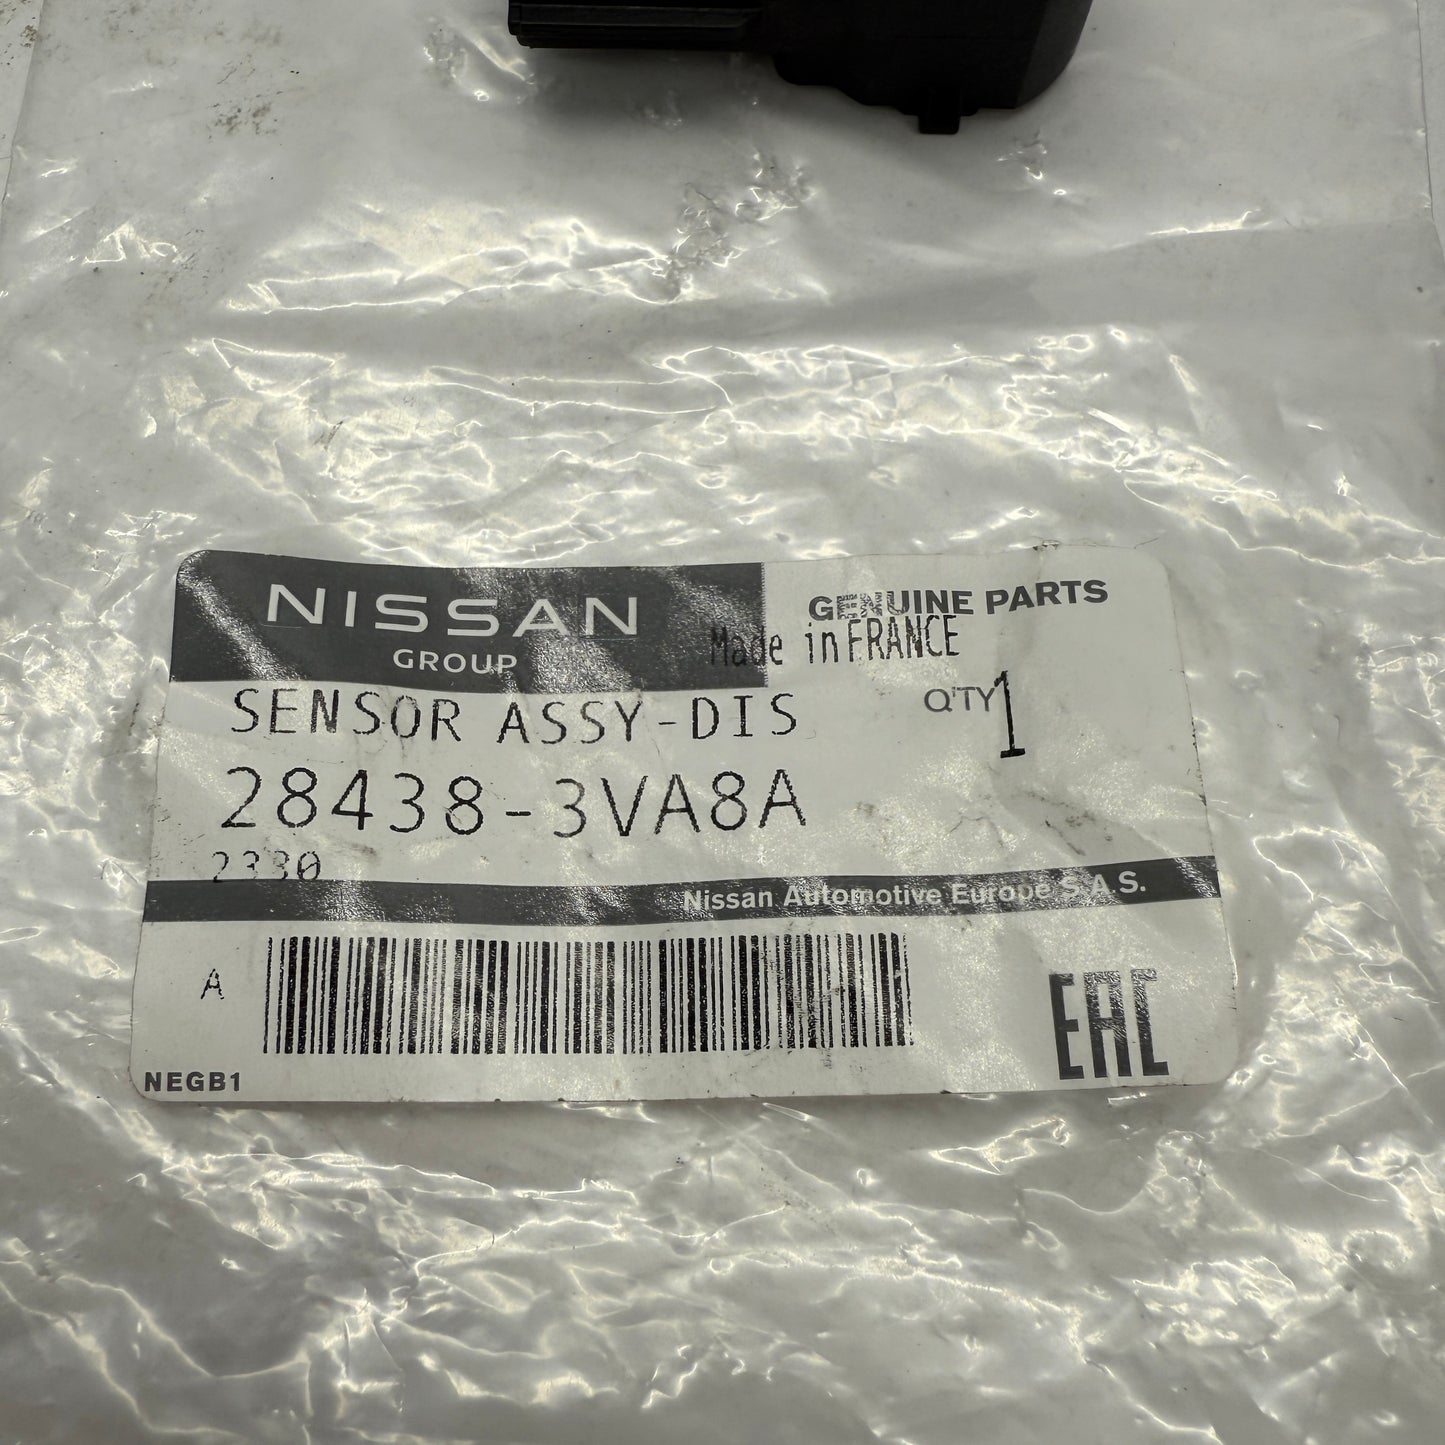 NISSAN
GROUP
GENUINE PARTS
Made in FRANCE
SENSOR ASSY-DIS
Q'TY 1
28438-3VA8A
2330
Nissan Automotive Europe S.A.S.
A
EAC
NEGB1